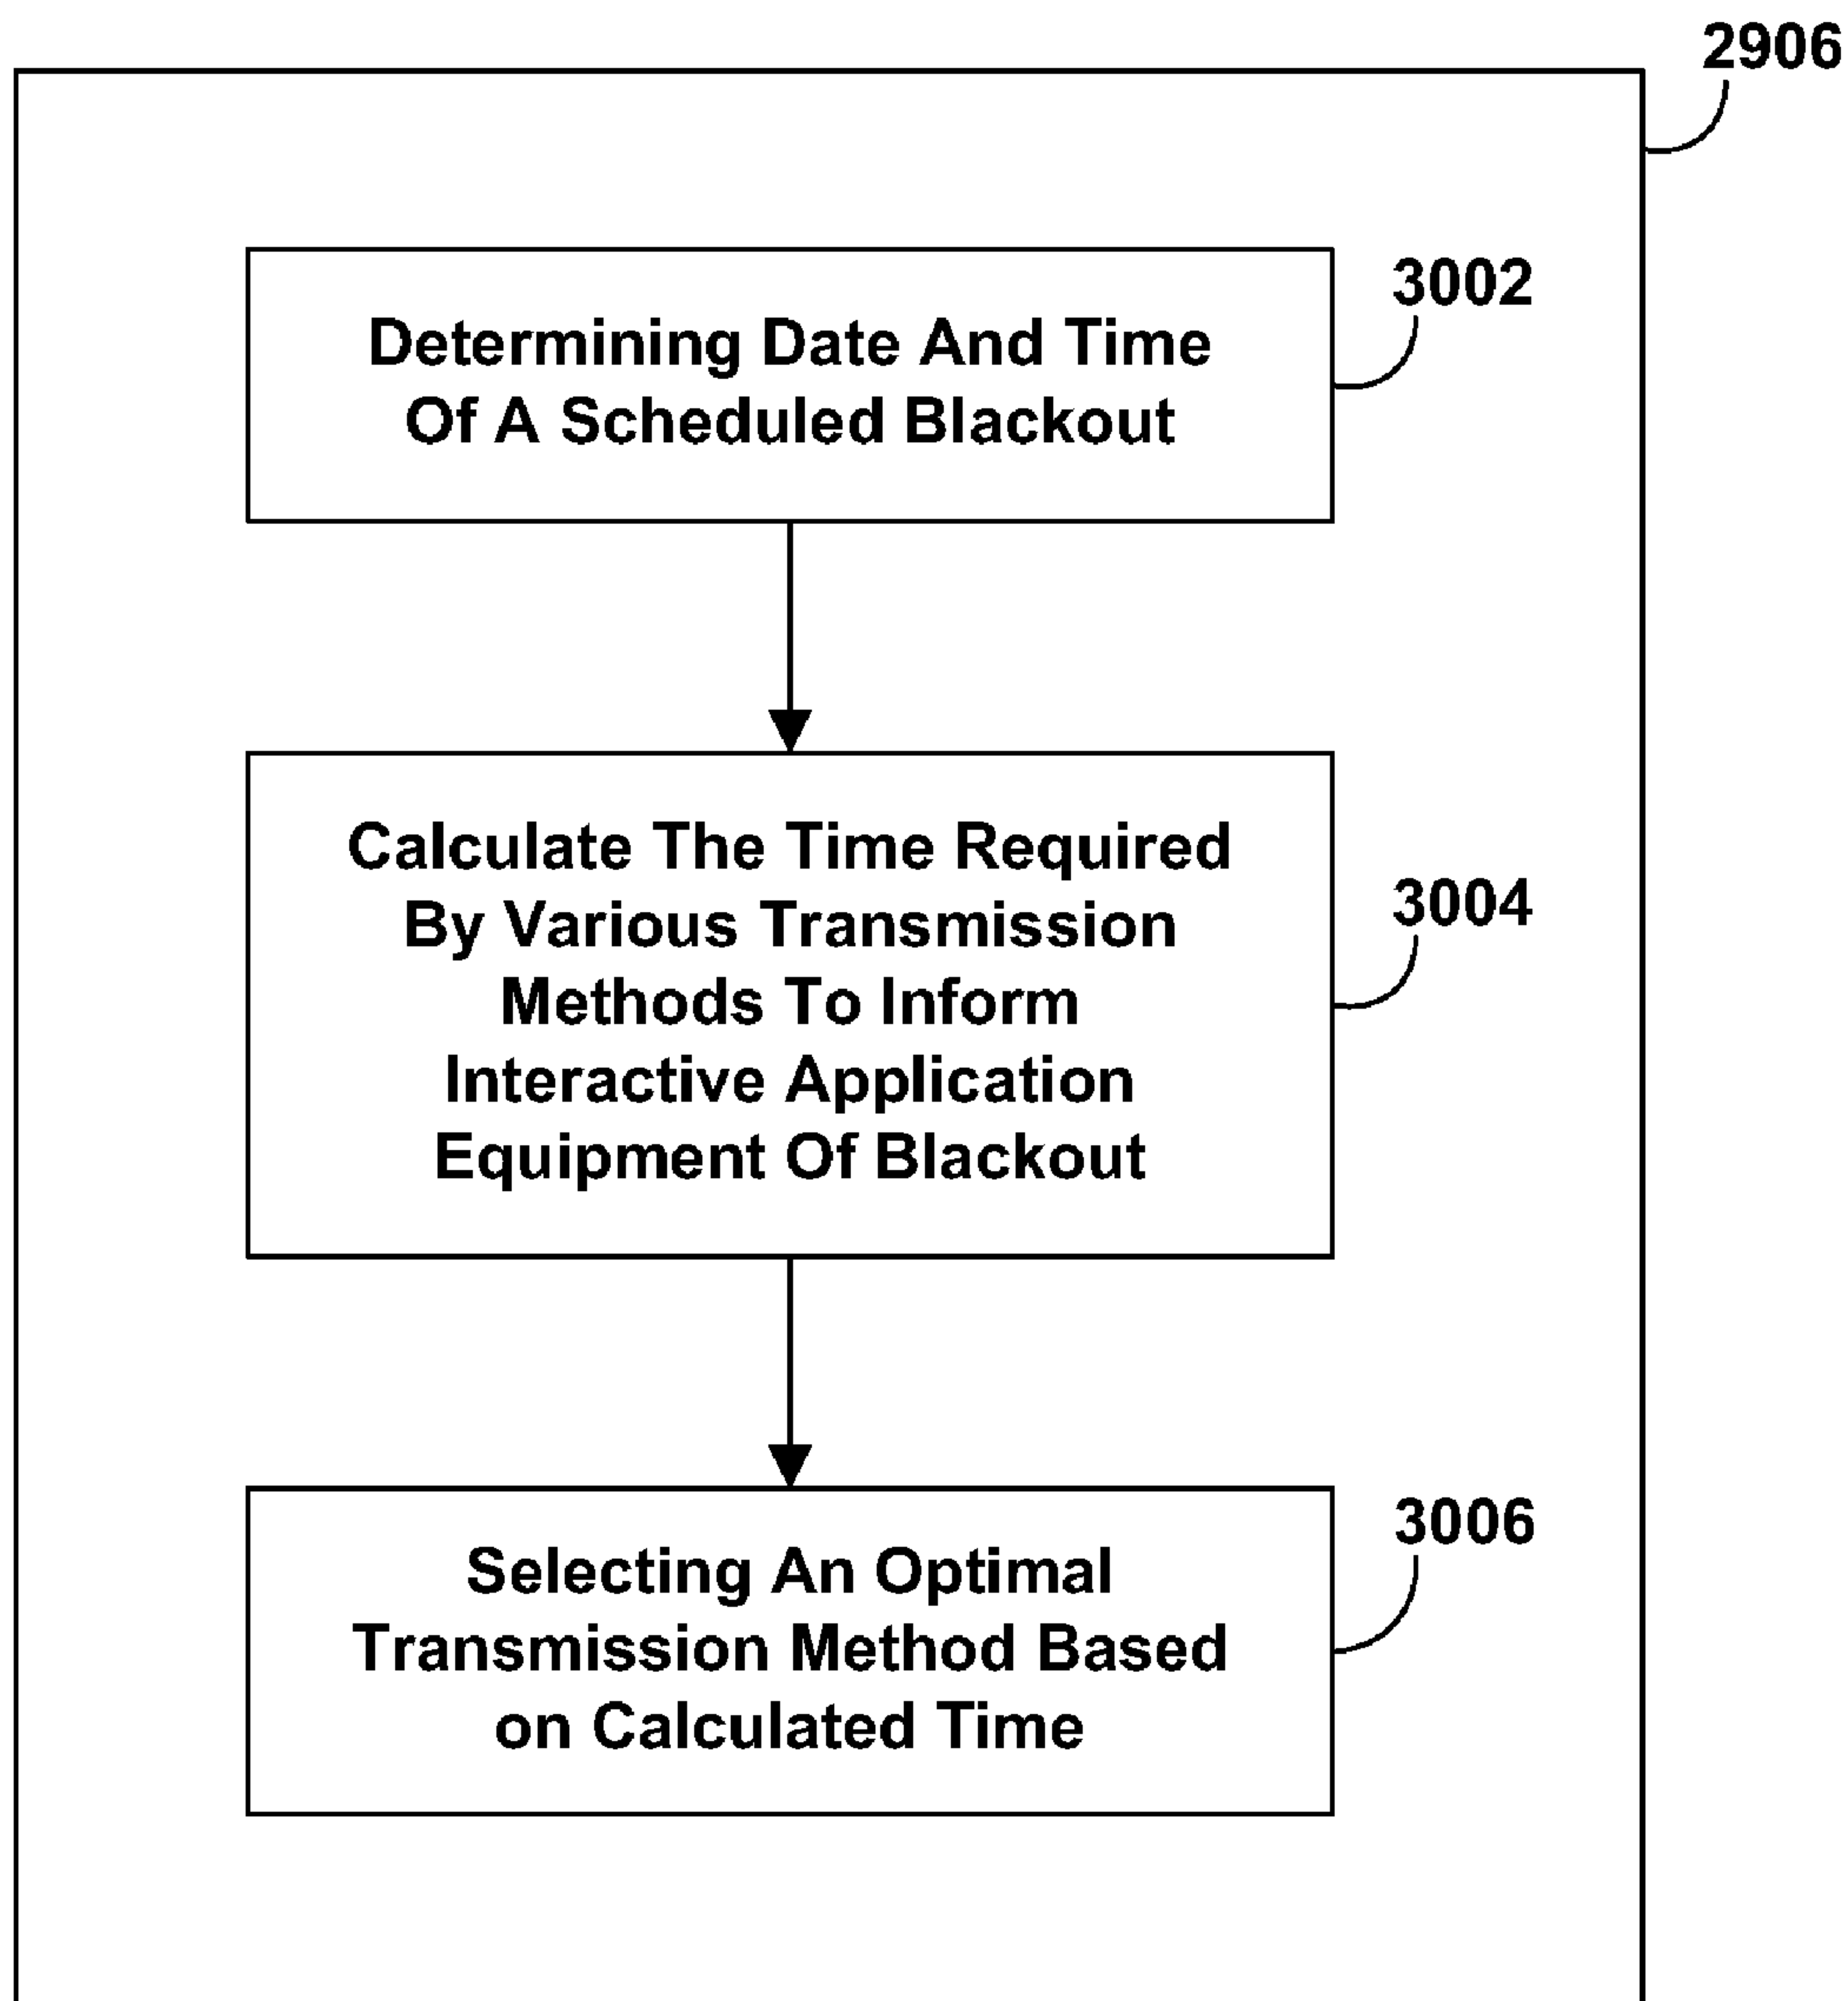 2906
3002
Determining Date And Time
Of A Scheduled Blackout
Calculate The Time Required
By Various Transmission
Methods To Inform
Interactive Application
Equipment Of Blackout
3004
Selecting An Optimal
Transmission Method Based
on Calculated Time
3006